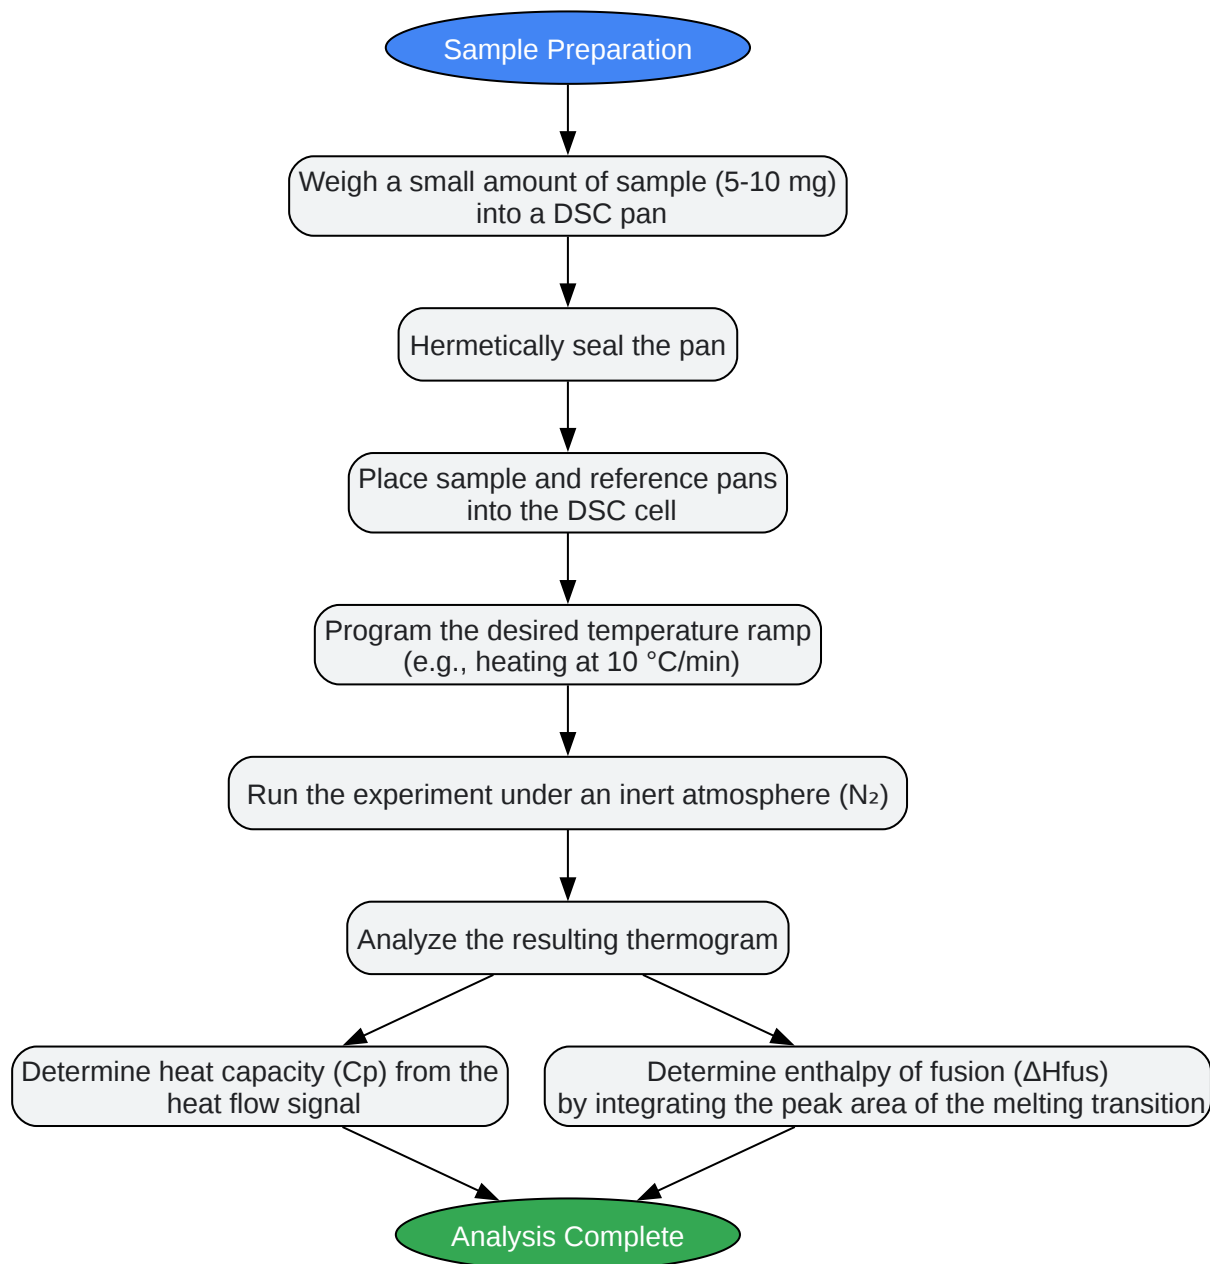 Sample Preparation
Weigh a small amount of sample (5-10 mg)
into a DSC pan
Hermetically seal the pan
Place sample and reference pans
into the DSC cell
Program the desired temperature ramp
(e.g., heating at 10 °C/min)
Run the experiment under an inert atmosphere (N₂)
Analyze the resulting thermogram
Determine heat capacity (Cp) from the
heat flow signal
Determine enthalpy of fusion (ΔHfus)
by integrating the peak area of the melting transition
Analysis Complete